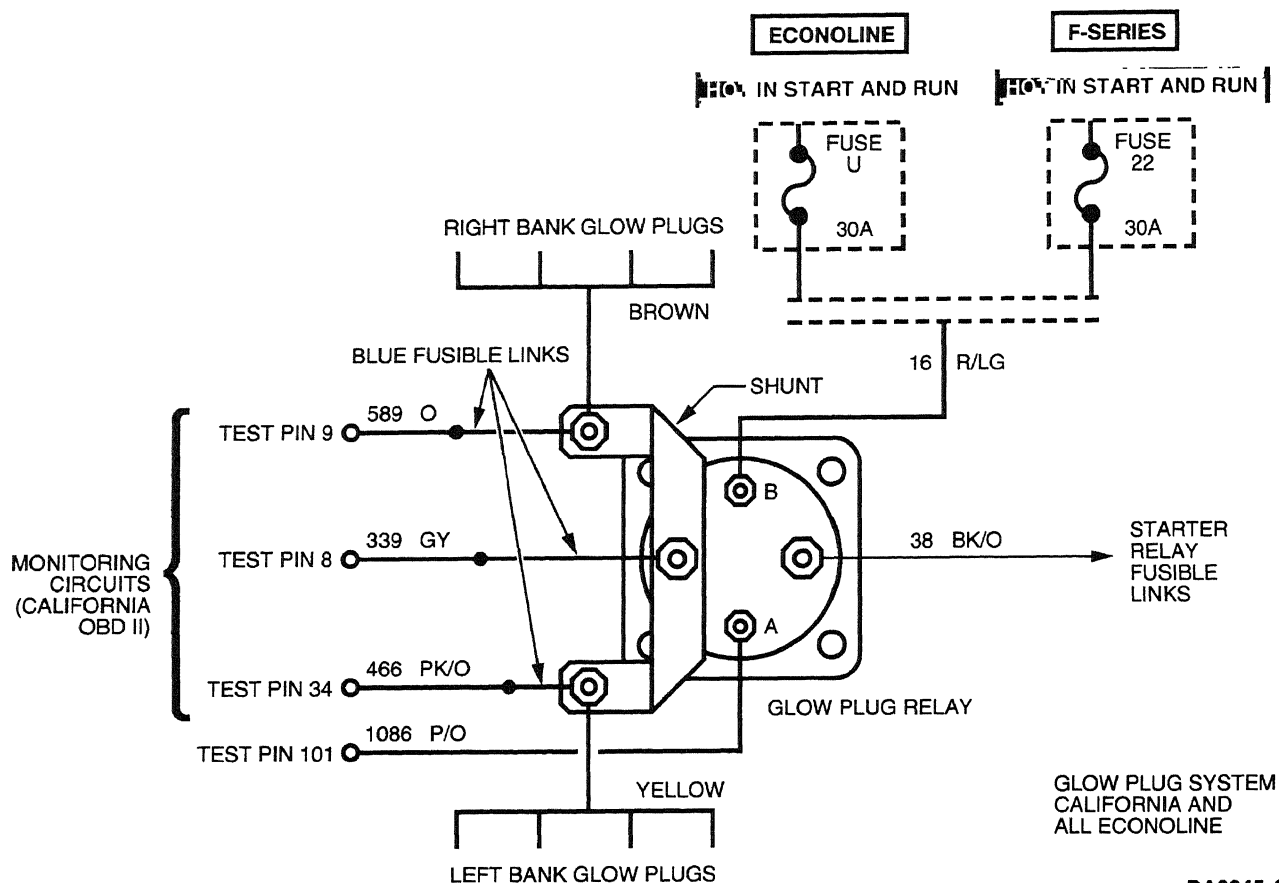 ECONOLINE
F-SERIES
HOT IN START AND RUN
HOT IN START AND RUN
FUSE
U
30A
FUSE
22
30A
RIGHT BANK GLOW PLUGS
BROWN
16 R/LG
BLUE FUSIBLE LINKS
SHUNT
TEST PIN 9
589 O
B
TEST PIN 8
339 GY
38 BK/O
STARTER
RELAY
FUSIBLE
LINKS
MONITORING
CIRCUITS
(CALIFORNIA
OBD II)
A
TEST PIN 34
466 PK/O
GLOW PLUG RELAY
TEST PIN 101
1086 P/O
YELLOW
GLOW PLUG SYSTEM
CALIFORNIA AND
ALL ECONOLINE
LEFT BANK GLOW PLUGS